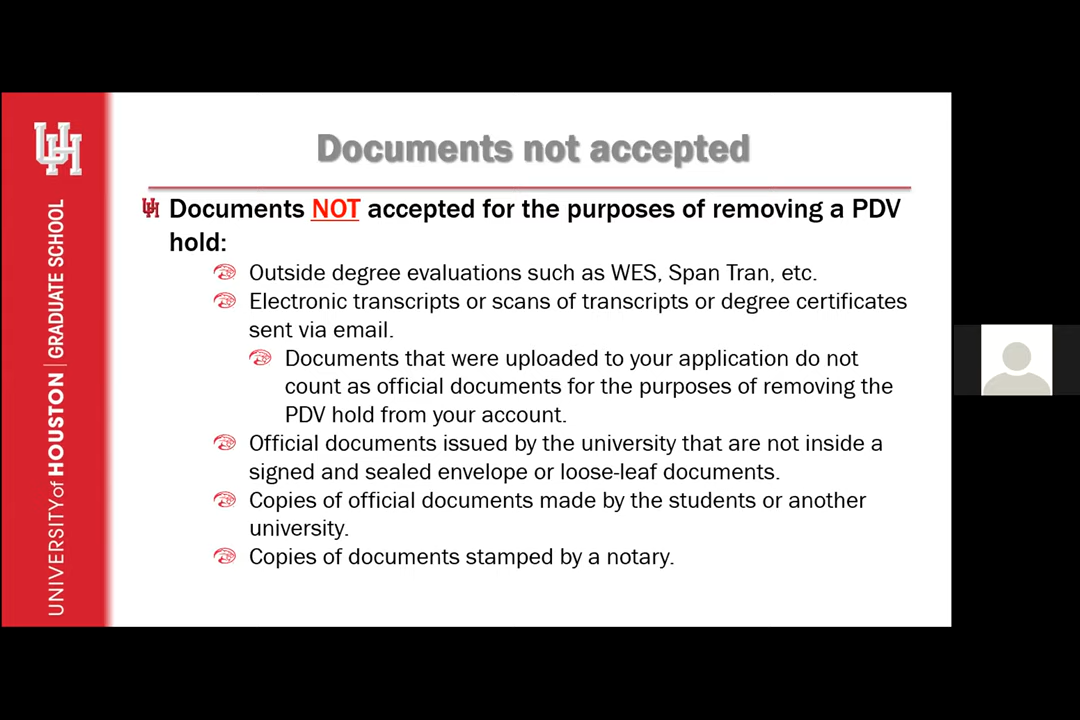 Documents not accepted
Documents NOT accepted for the purposes of removing a PDV
hold:
Outside degree evaluations such as WES, Span Tran, etc.
Electronic transcripts or scans of transcripts or degree certificates
sent via email.
Documents that were uploaded to your application do not
count as official documents for the purposes of removing the
PDV hold from your account.
Official documents issued by the university that are not inside a
signed and sealed envelope or loose-leaf documents.
Copies of official documents made by the students or another
university.
Copies of documents stamped by a notary.
UH
UNIVERSITY of HOUSTON | GRADUATE SCHOOL